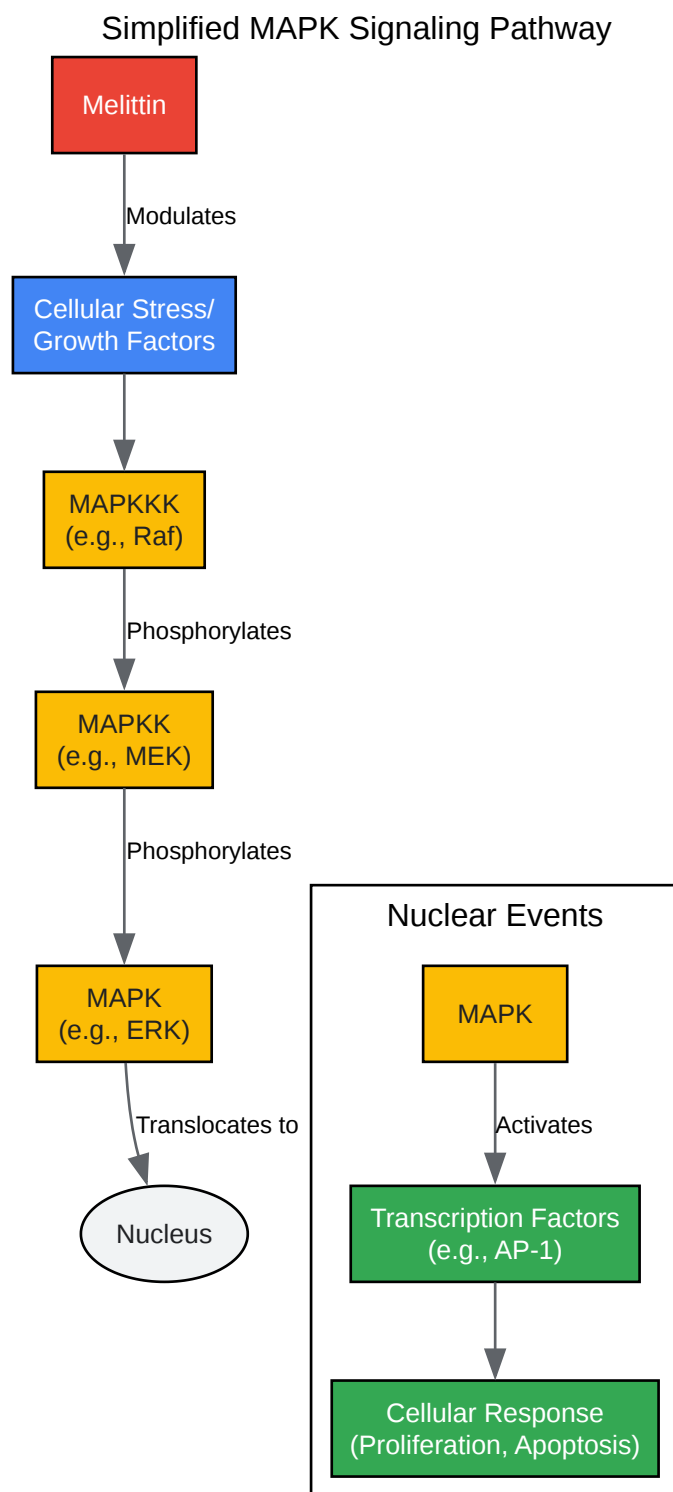 Simplified MAPK Signaling Pathway
Melittin
Modulates
Cellular Stress/
Growth Factors
MAPKKK
(e.g., Raf)
Phosphorylates
MAPKK
(e.g., MEK)
Phosphorylates
MAPK
(e.g., ERK)
Translocates to
Nucleus
Nuclear Events
MAPK
Activates
Transcription Factors
(e.g., AP-1)
Cellular Response
(Proliferation, Apoptosis)